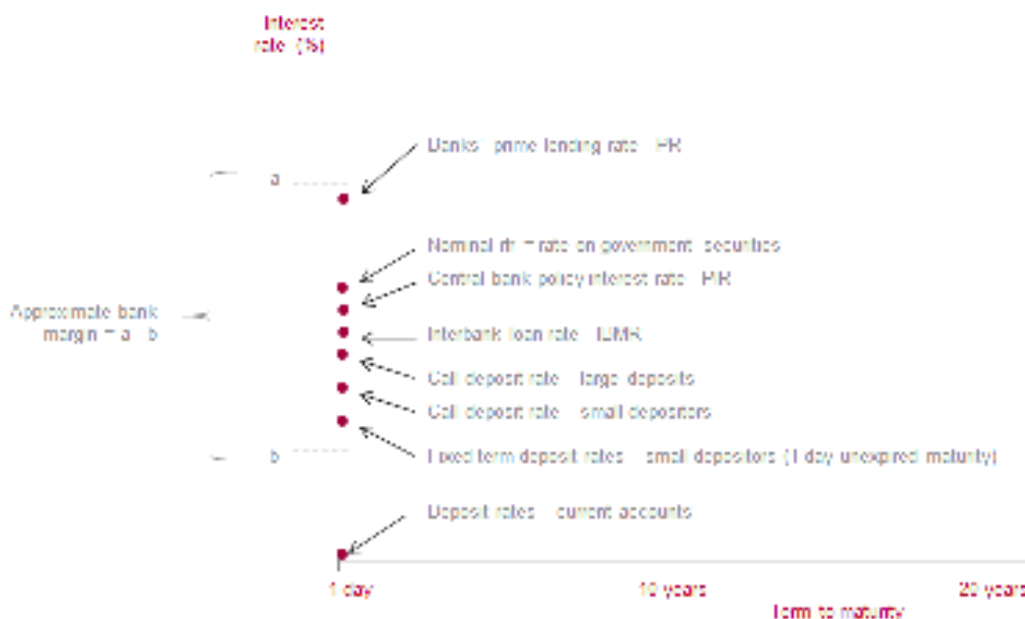 Interest
rate (%)
Banks' prime lending rate - PR
a
Nominal rfr = rate on government securities
Central bank policy interest rate - PIR
Approximate bank
margin = a - b
Interbank loan rate - IBMR
Call deposit rate - large deposits
Call deposit rate - small depositors
b
Fixed term deposit rates - small depositors (1 day unexpired maturity)
Deposit rates - current accounts
1 day
10 years
20 years
Term to maturity